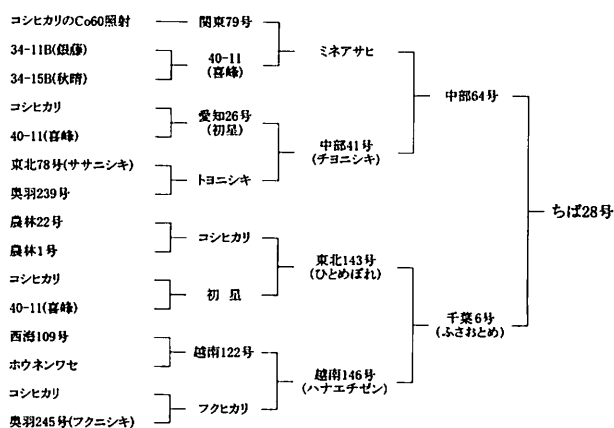 コシヒカリのCo60照射
関東79号
34-11B(銀藤)
34-15B(秋晴)
40-11
(喜峰)
ミネアサヒ
コシヒカリ
40-11(喜峰)
愛知26号
(初星)
東北78号(ササニシキ)
奥羽239号
トヨニシキ
中部41号
(チヨニシキ)
中部64号
農林22号
農林1号
コシヒカリ
コシヒカリ
40-11(喜峰)
初 星
東北143号
(ひとめぼれ)
西海109号
ホウネンワセ
越南122号
コシヒカリ
奥羽245号(フクニシキ)
フクヒカリ
越南146号
(ハナエチゼン)
千葉6号
(ふさおとめ)
ちば28号